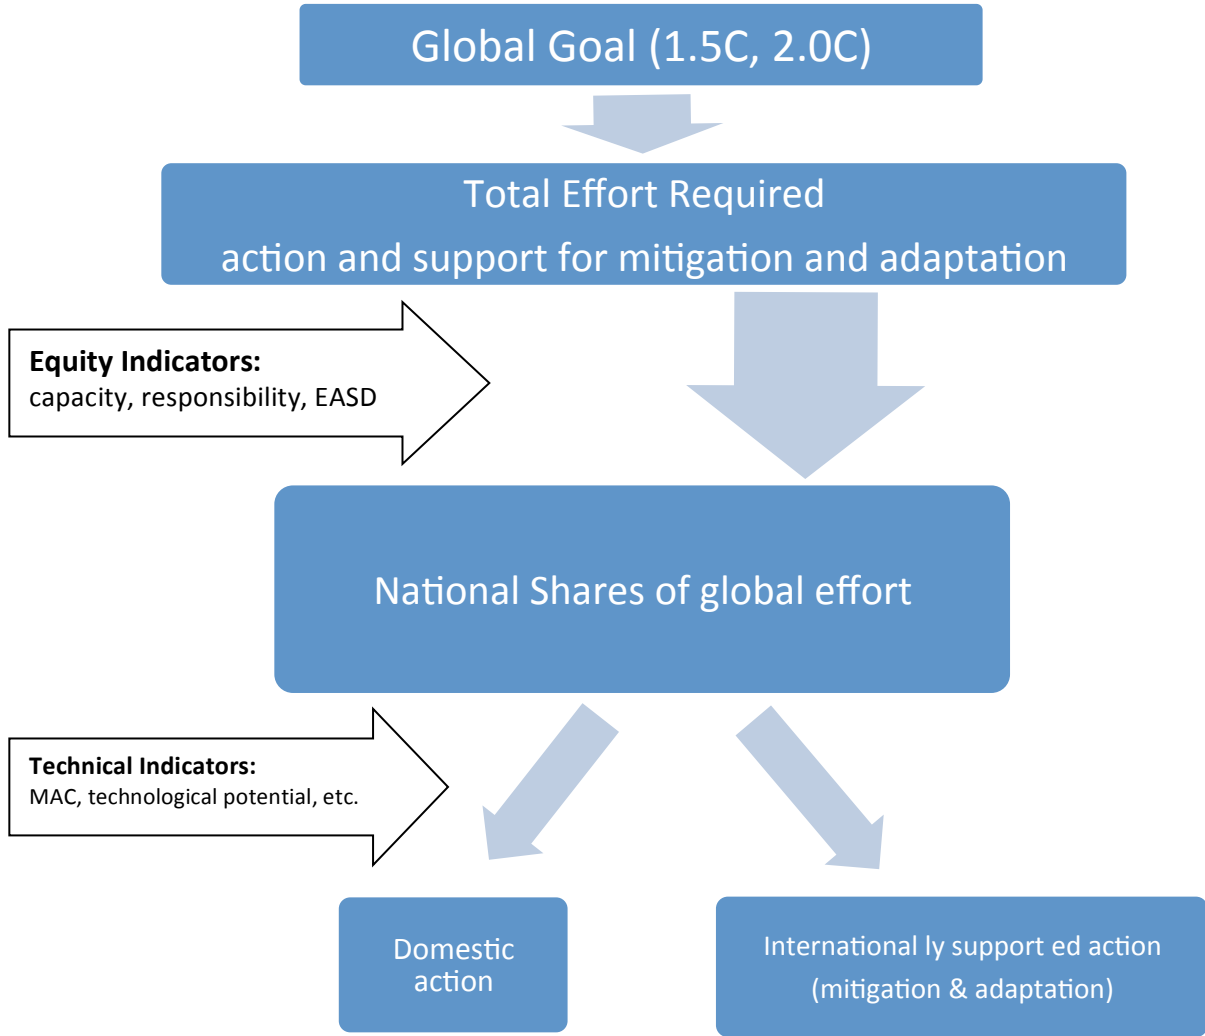 Global Goal (1.5C, 2.0C)
Total Effort Required
action and support for mitigation and adaptation
Equity Indicators:
capacity, responsibility, EASD
National Shares of global effort
Technical Indicators:
MAC, technological potential, etc.
Domestic
action
International ly support ed action
(mitigation & adaptation)